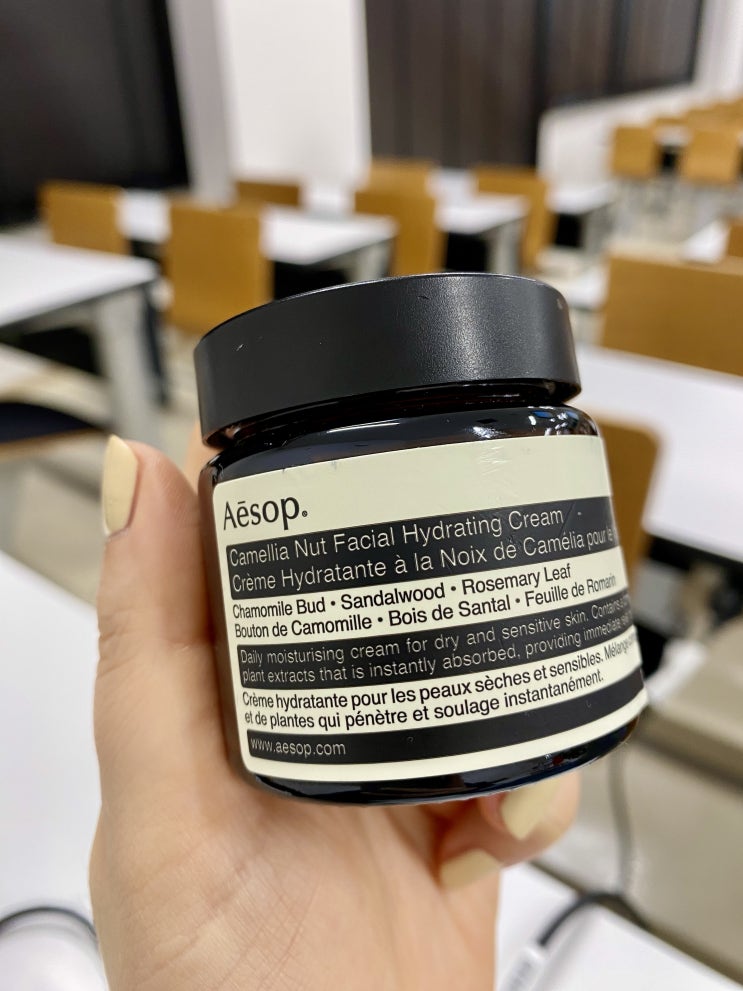 Aēsop.
Camellia Nut Facial Hydrating Cream
Crème Hydratante à la Noix de Camélia pour le
Chamomile Bud • Sandalwood • Rosemary Leaf
Bouton de Camomille • Bois de Santal • Feuille de Romarin
Daily moisturising cream for dry and sensitive skin. Contains a
plant extracts that is instantly absorbed, providing immediate
Crème hydratante pour les peaux sèches et sensibles.
et de plantes qui pénètre et soulage instantanément.
www.aesop.com